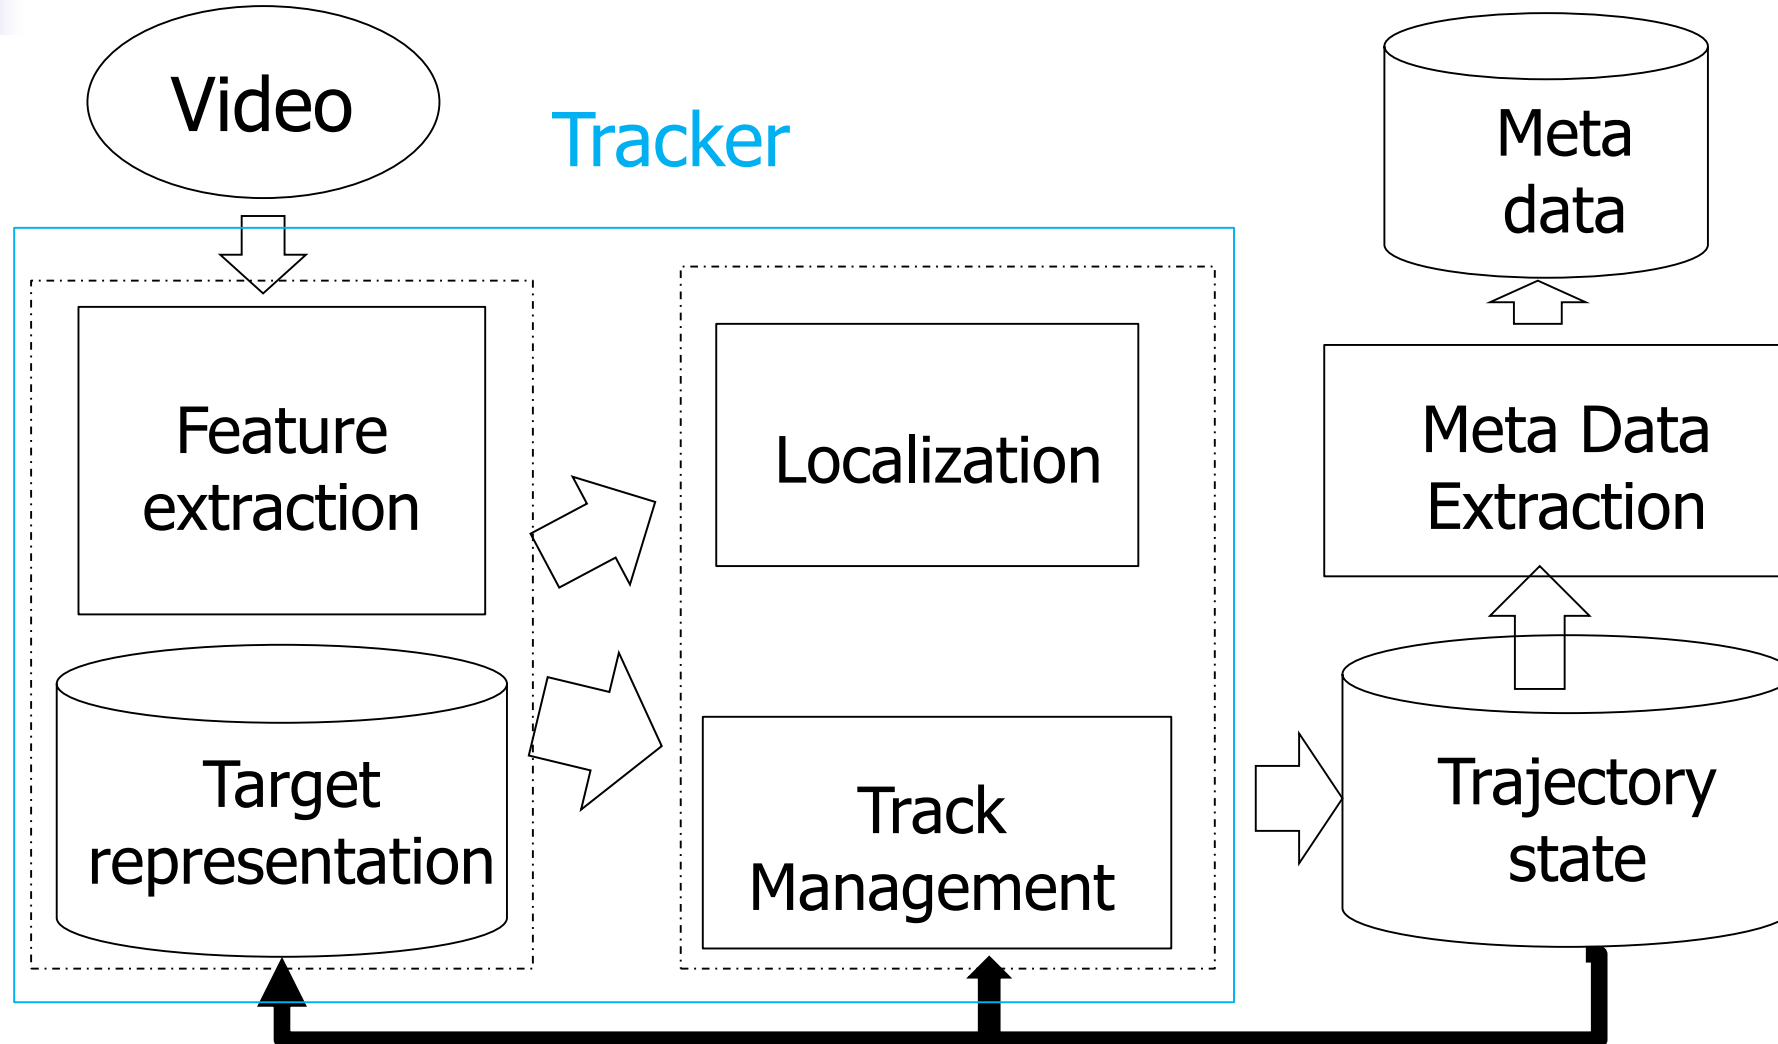 Video
Tracker
Meta
data
Feature
extraction
Localization
Meta Data
Extraction
Target
representation
Track
Management
Trajectory
state